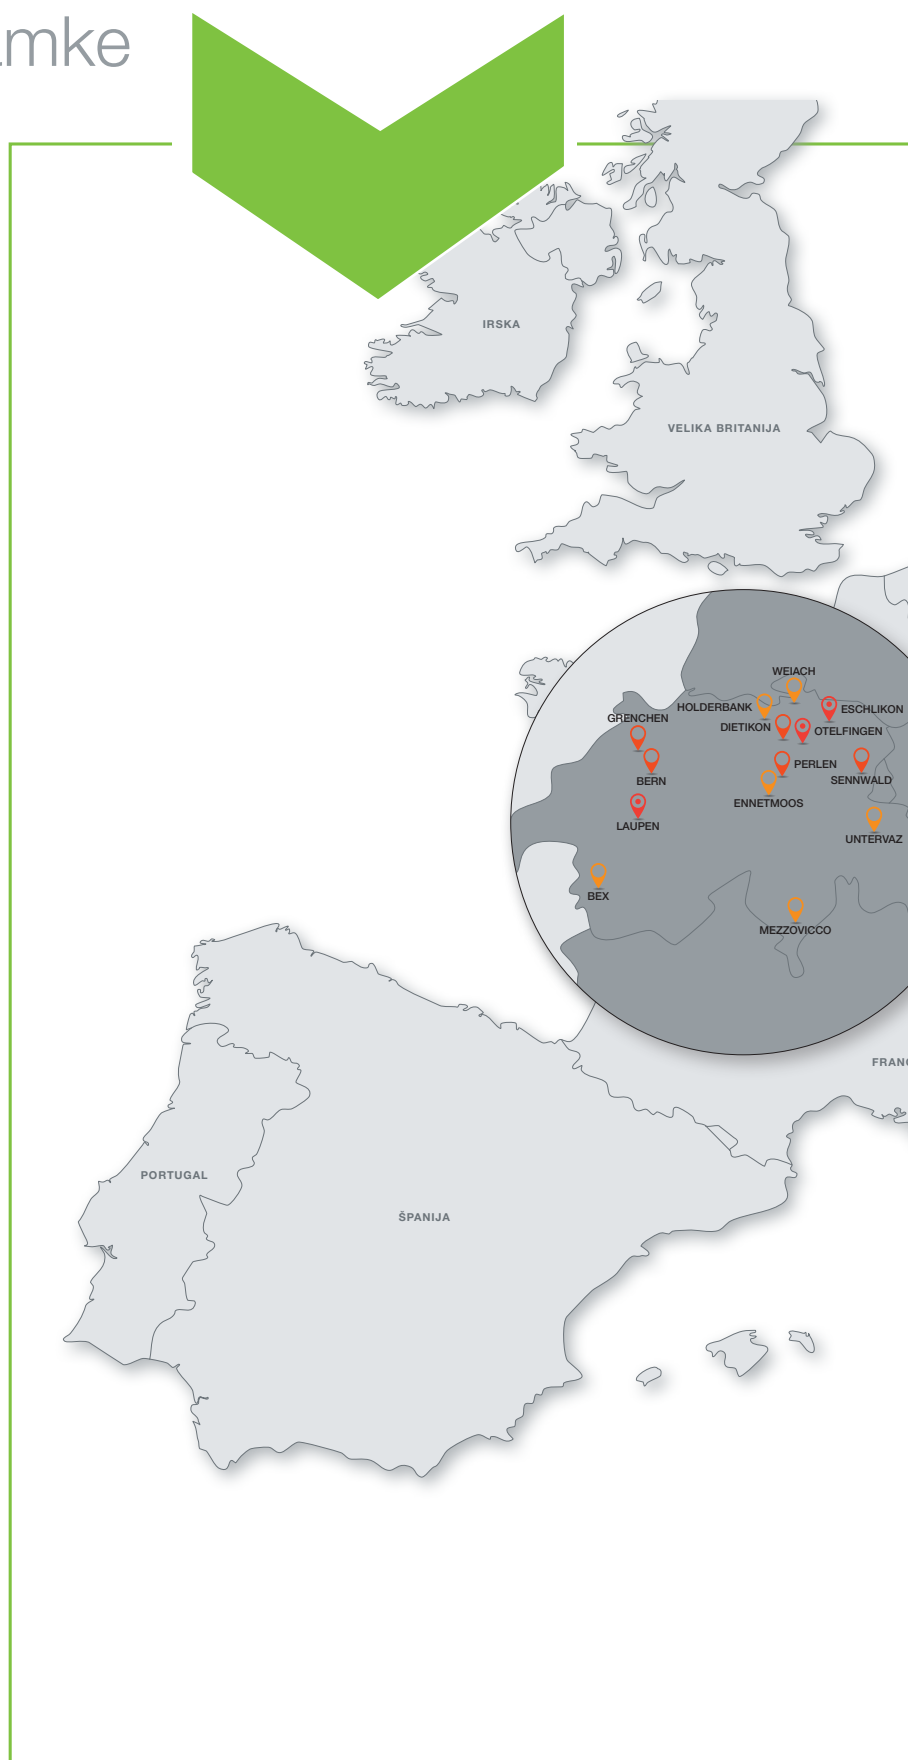 IRSKA
VELIKA BRITANIJA
WEIACH
HOLDERBANK
ESCHLIKON
GRENCHEN
DIETIKON
OTELFINGEN
PERLEN
BERN
SENNWALD
ENNETMOOS
LAUPEN
UNTERVAZ
BEX
MEZZOVICCO
PORTUGAL
ŠPANIJA